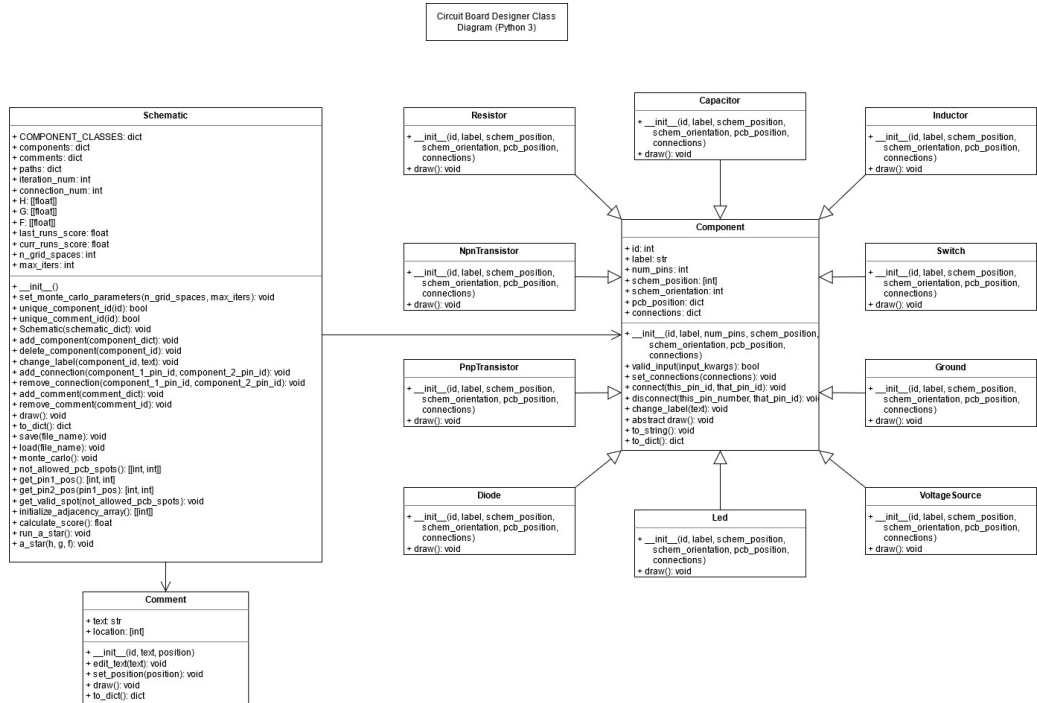 Circuit Board Designer Class
Diagram (Python 3)
Schematic
+ COMPONENT_CLASSES: dict
+ components: dict
+ comments: dict
+ paths: dict
+ iteration_num: int
+ connection_num: int
+ H: [[float]]
+ G: [[float]]
+ F: [[float]]
+ last_runs_score: float
+ curr_runs_score: float
+ n_grid_spaces: int
+ max_iters: int
+ __init__()
+ set_monte_carlo_parameters(n_grid_spaces, max_iters): void
+ unique_component_id(id): bool
+ unique_comment_id(id): bool
+ Schematic(schematic_dict): void
+ add_component(component_dict): void
+ delete_component(component_id): void
+ change_label(component_id, text): void
+ add_connection(component_1_pin_id, component_2_pin_id): void
+ remove_connection(component_1_pin_id, component_2_pin_id): void
+ add_comment(comment_dict): void
+ remove_comment(comment_id): void
+ draw(): void
+ to_dict(): dict
+ save(file_name): void
+ load(file_name): void
+ monte_carlo(): void
+ not_allowed_pcb_spots(): [[int, int]]
+ get_pin1_pos(): [int, int]
+ get_pin2_pos(pin1_pos): [int, int]
+ get_valid_spot(not_allowed_pcb_spots): void
+ initialize_adjacency_array(): [[int]]
+ calculate_score(): float
+ run_a_star(): void
+ a_star(h, g, f): void
Comment
+ text: str
+ location: [int]
+ __init__(id, text, position)
+ edit_text(text): void
+ set_position(position): void
+ draw(): void
+ to_dict(): dict
Resistor
+ __init__(id, label, schem_position,
schem_orientation, pcb_position,
connections)
+ draw(): void
Capacitor
+ __init__(id, label, schem_position,
schem_orientation, pcb_position,
connections)
+ draw(): void
Inductor
+ __init__(id, label, schem_position,
schem_orientation, pcb_position,
connections)
+ draw(): void
NpnTransistor
+ __init__(id, label, schem_position,
schem_orientation, pcb_position,
connections)
+ draw(): void
Component
+ id: int
+ label: str
+ num_pins: int
+ schem_position: [int]
+ schem_orientation: int
+ pcb_position: dict
+ connections: dict
+ __init__(id, label, num_pins, schem_position,
schem_orientation, pcb_position,
connections)
+ valid_input(input_kwargs): bool
+ set_connections(connections): void
+ connect(this_pin_id, that_pin_id): void
+ disconnect(this_pin_number, that_pin_id): void
+ change_label(text): void
+ abstract draw(): void
+ to_string(): void
+ to_dict(): dict
Switch
+ __init__(id, label, schem_position,
schem_orientation, pcb_position,
connections)
+ draw(): void
PnpTransistor
+ __init__(id, label, schem_position,
schem_orientation, pcb_position,
connections)
+ draw(): void
Ground
+ __init__(id, label, schem_position,
schem_orientation, pcb_position,
connections)
+ draw(): void
Diode
+ __init__(id, label, schem_position,
schem_orientation, pcb_position,
connections)
+ draw(): void
Led
+ __init__(id, label, schem_position,
schem_orientation, pcb_position,
connections)
+ draw(): void
VoltageSource
+ __init__(id, label, schem_position,
schem_orientation, pcb_position,
connections)
+ draw(): void